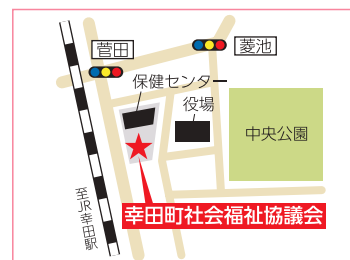 菅田
菱池
保健センター
役場
中央公園
至JR幸田駅
幸田町社会福祉協議会